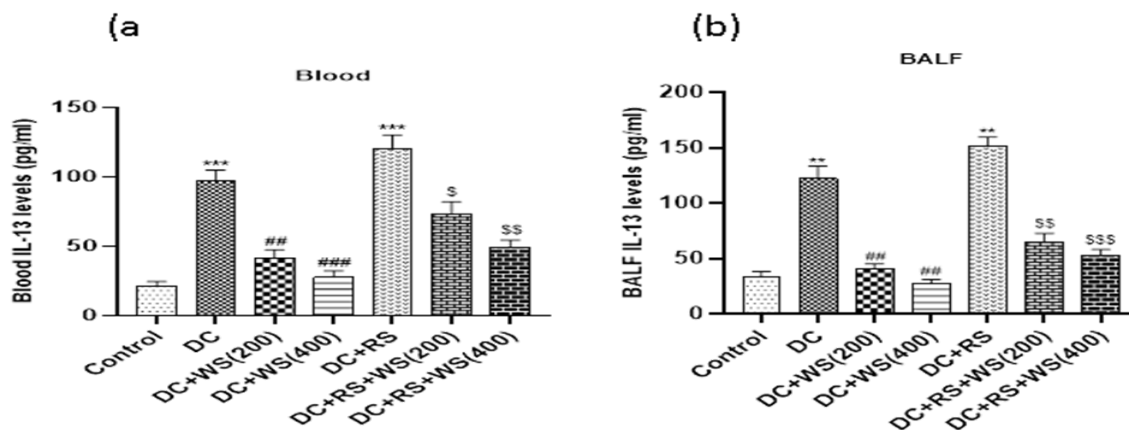 (a
Blood
Blood IL-13 levels (pg/ml)
150
100
50
0
***
##
###
***
$
$$
Control
DC
DC+WS(200)
DC+WS(400)
DC+RS
DC+RS+WS(200)
DC+RS+WS(400)
(b)
BALF
BALF IL-13 levels (pg/ml)
200
150
100
50
0
**
##
##
**
$$
$$$
Control
DC
DC+WS(200)
DC+WS(400)
DC+RS
DC+RS+WS(200)
DC+RS+WS(400)